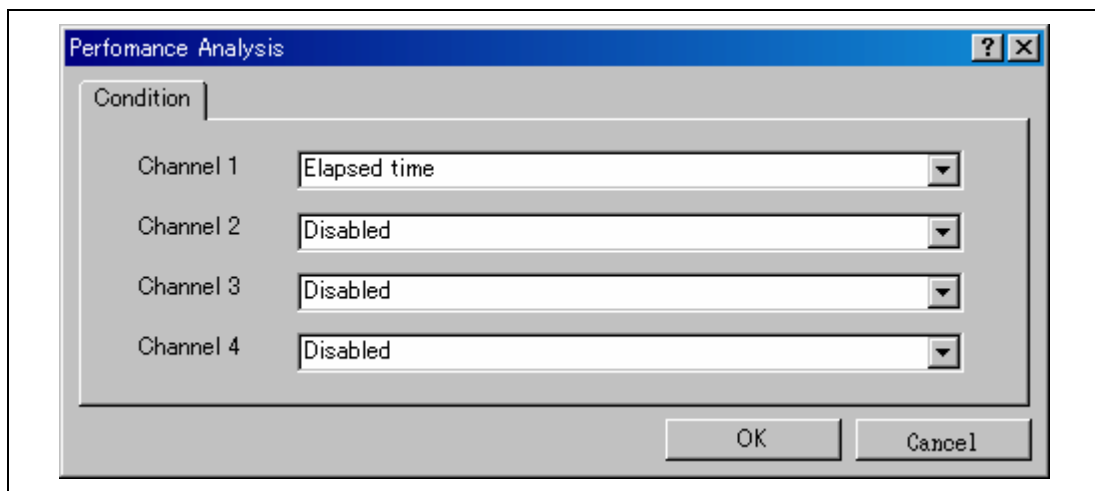 Perfomance Analysis
Condition
Channel 1 Elapsed time
Channel 2 Disabled
Channel 3 Disabled
Channel 4 Disabled
OK Cancel